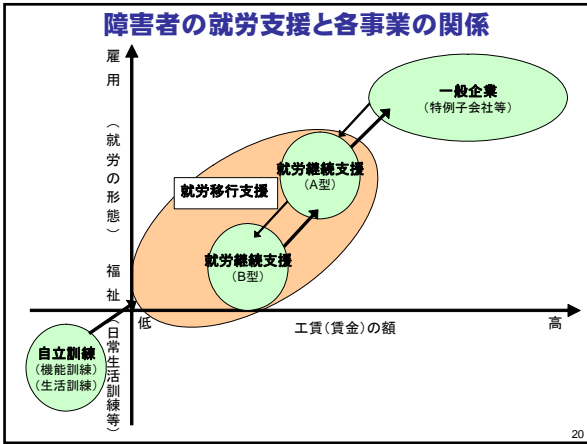 障害者の就労支援と各事業の関係
雇用
(就労の形態)
福祉
(日常生活訓練等)
一般企業
(特例子会社等)
就労継続支援
(A型)
就労移行支援
就労継続支援
(B型)
低
工賃(賃金)の額
高
自立訓練
(機能訓練)
(生活訓練)
20